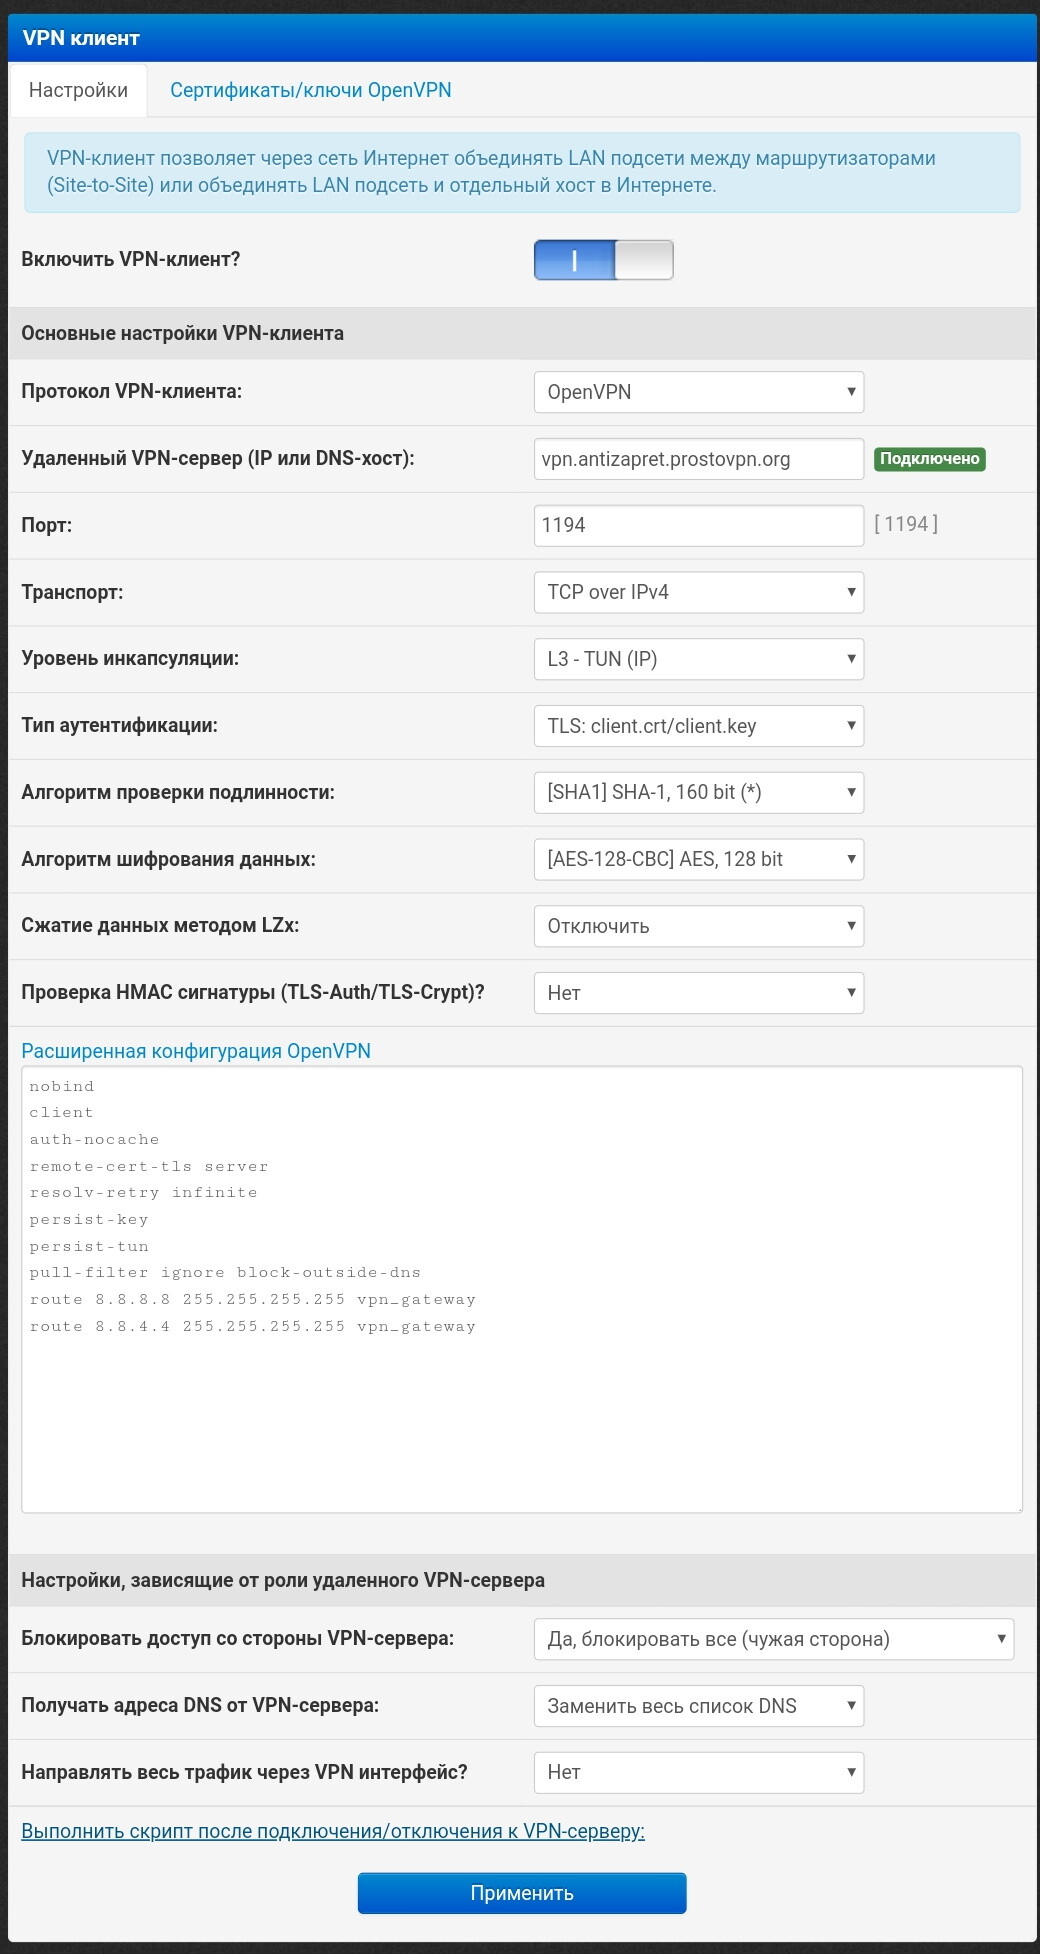 VPN клиент
Настройки
Сертификаты/ключи OpenVPN
VPN-клиент позволяет через сеть Интернет объединять LAN подсети между маршрутизаторами
(Site-to-Site) или объединять LAN подсеть и отдельный хост в Интернете.
Включить VPN-клиент?
Основные настройки VPN-клиента
Протокол VPN-клиента:
OpenVPN
Удаленный VPN-сервер (IP или DNS-хост):
vpn.antizapret.prostovpn.org
Подключено
Порт:
1194
[ 1194 ]
Транспорт:
TCP over IPv4
Уровень инкапсуляции:
L3 - TUN (IP)
Тип аутентификации:
TLS: client.crt/client.key
Алгоритм проверки подлинности:
[SHA1] SHA-1, 160 bit (*)
Алгоритм шифрования данных:
[AES-128-CBC] AES, 128 bit
Сжатие данных методом LZx:
Отключить
Проверка HMAC сигнатуры (TLS-Auth/TLS-Crypt)?
Нет
Расширенная конфигурация OpenVPN
nobind
client
auth-nocache
remote-cert-tls server
resolv-retry infinite
persist-key
persist-tun
pull-filter ignore block-outside-dns
route 8.8.8.8 255.255.255.255 vpn_gateway
route 8.8.4.4 255.255.255.255 vpn_gateway
Настройки, зависящие от роли удаленного VPN-сервера
Блокировать доступ со стороны VPN-сервера:
Да, блокировать все (чужая сторона)
Получать адреса DNS от VPN-сервера:
Заменить весь список DNS
Направлять весь трафик через VPN интерфейс?
Нет
Выполнить скрипт после подключения/отключения к VPN-серверу:
Применить